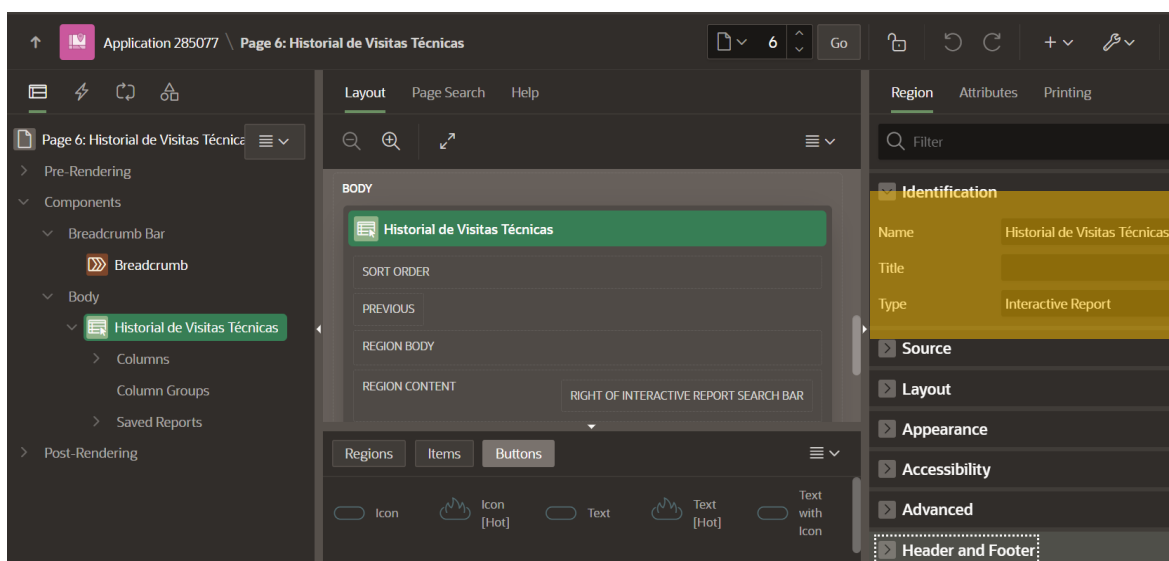 Application 285077 \ Page 6: Historial de Visitas Técnicas
6
Go
Layout
Page Search
Help
Region
Attributes
Printing
Page 6: Historial de Visitas Técnica
Pre-Rendering
Components
Breadcrumb Bar
Breadcrumb
Body
Historial de Visitas Técnicas
Columns
Column Groups
Saved Reports
Post-Rendering
BODY
Historial de Visitas Técnicas
SORT ORDER
PREVIOUS
REGION BODY
REGION CONTENT
RIGHT OF INTERACTIVE REPORT SEARCH BAR
Regions
Items
Buttons
Icon
Icon
[Hot]
Text
Text
[Hot]
Text
with
Icon
Filter
Identification
Name
Historial de Visitas Técnicas
Title
Type
Interactive Report
Source
Layout
Appearance
Accessibility
Advanced
Header and Footer